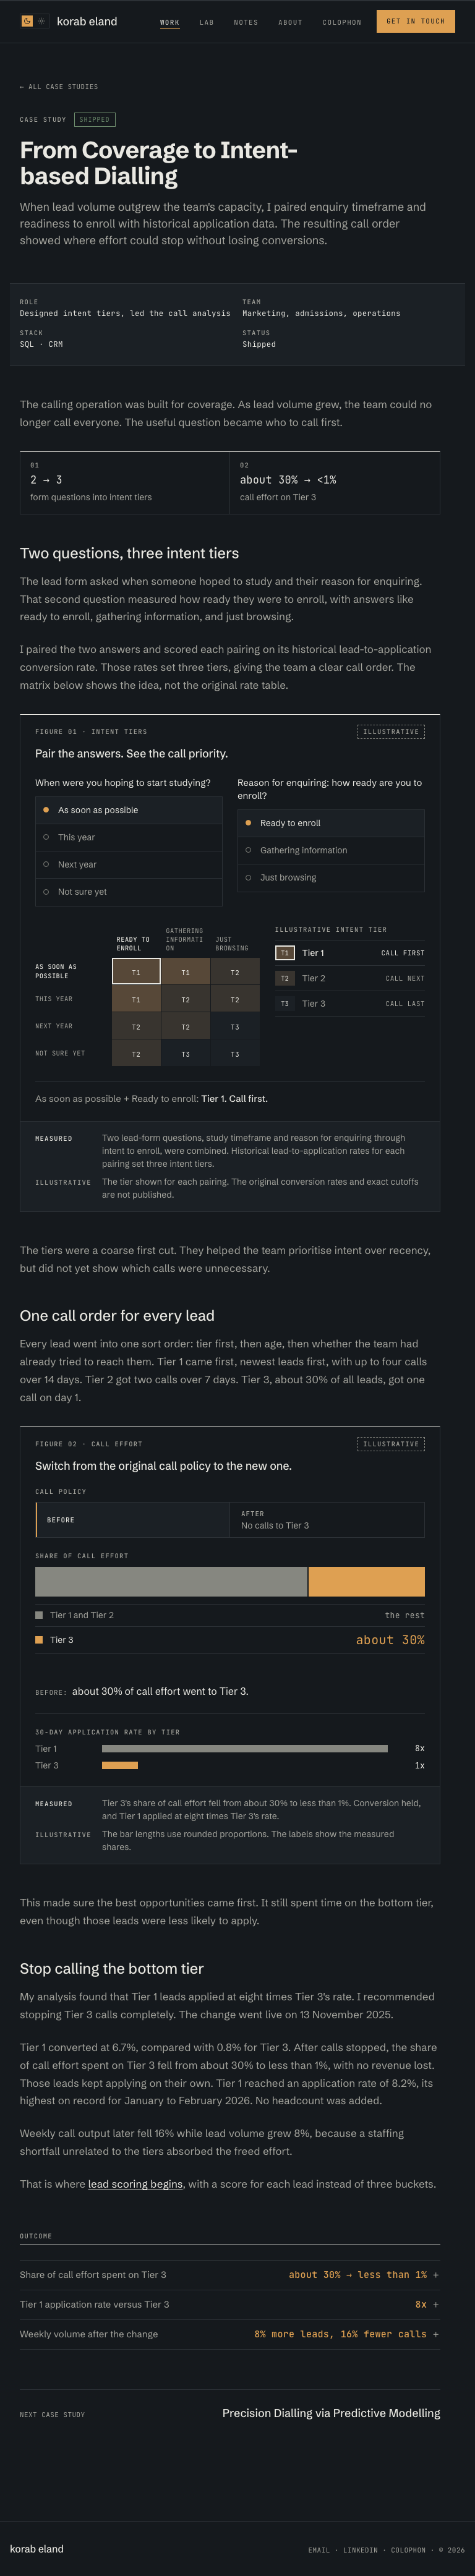 korab eland
WORK
LAB
NOTES
ABOUT
COLOPHON
GET IN TOUCH
← ALL CASE STUDIES
CASE STUDY
SHIPPED
From Coverage to Intent-
based Dialling
When lead volume outgrew the team's capacity, I paired enquiry timeframe and
readiness to enroll with historical application data. The resulting call order
showed where effort could stop without losing conversions.
ROLE
Designed intent tiers, led the call analysis
TEAM
Marketing, admissions, operations
STACK
SQL · CRM
STATUS
Shipped
The calling operation was built for coverage. As lead volume grew, the team could no
longer call everyone. The useful question became who to call first.
01
2 → 3
form questions into intent tiers
02
about 30% → <1%
call effort on Tier 3
Two questions, three intent tiers
The lead form asked when someone hoped to study and their reason for enquiring.
That second question measured how ready they were to enroll, with answers like
ready to enroll, gathering information, and just browsing.
I paired the two answers and scored each pairing on its historical lead-to-application
conversion rate. Those rates set three tiers, giving the team a clear call order. The
matrix below shows the idea, not the original rate table.
FIGURE 01 · INTENT TIERS
ILLUSTRATIVE
Pair the answers. See the call priority.
When were you hoping to start studying?
As soon as possible
This year
Next year
Not sure yet
Reason for enquiring: how ready are you to
enroll?
Ready to enroll
Gathering information
Just browsing
READY TO
ENROLL
GATHERING
INFORMATI
ON
JUST
BROWSING
AS SOON AS
POSSIBLE
T1
T1
T2
THIS YEAR
T1
T2
T2
NEXT YEAR
T2
T2
T3
NOT SURE YET
T2
T3
T3
ILLUSTRATIVE INTENT TIER
T1
Tier 1
CALL FIRST
T2
Tier 2
CALL NEXT
T3
Tier 3
CALL LAST
As soon as possible + Ready to enroll: Tier 1. Call first.
MEASURED
Two lead-form questions, study timeframe and reason for enquiring through
intent to enroll, were combined. Historical lead-to-application rates for each
pairing set three intent tiers.
ILLUSTRATIVE
The tier shown for each pairing. The original conversion rates and exact cutoffs
are not published.
The tiers were a coarse first cut. They helped the team prioritise intent over recency,
but did not yet show which calls were unnecessary.
One call order for every lead
Every lead went into one sort order: tier first, then age, then whether the team had
already tried to reach them. Tier 1 came first, newest leads first, with up to four calls
over 14 days. Tier 2 got two calls over 7 days. Tier 3, about 30% of all leads, got one
call on day 1.
FIGURE 02 · CALL EFFORT
ILLUSTRATIVE
Switch from the original call policy to the new one.
CALL POLICY
BEFORE
AFTER
No calls to Tier 3
SHARE OF CALL EFFORT
Tier 1 and Tier 2
the rest
Tier 3
about 30%
BEFORE: about 30% of call effort went to Tier 3.
30-DAY APPLICATION RATE BY TIER
Tier 1
8x
Tier 3
1x
MEASURED
Tier 3's share of call effort fell from about 30% to less than 1%. Conversion held,
and Tier 1 applied at eight times Tier 3's rate.
ILLUSTRATIVE
The bar lengths use rounded proportions. The labels show the measured
shares.
This made sure the best opportunities came first. It still spent time on the bottom tier,
even though those leads were less likely to apply.
Stop calling the bottom tier
My analysis found that Tier 1 leads applied at eight times Tier 3's rate. I recommended
stopping Tier 3 calls completely. The change went live on 13 November 2025.
Tier 1 converted at 6.7%, compared with 0.8% for Tier 3. After calls stopped, the share
of call effort spent on Tier 3 fell from about 30% to less than 1%, with no revenue lost.
Those leads kept applying on their own. Tier 1 reached an application rate of 8.2%, its
highest on record for January to February 2026. No headcount was added.
Weekly call output later fell 16% while lead volume grew 8%, because a staffing
shortfall unrelated to the tiers absorbed the freed effort.
That is where lead scoring begins, with a score for each lead instead of three buckets.
OUTCOME
Share of call effort spent on Tier 3
about 30% → less than 1% +
Tier 1 application rate versus Tier 3
8x +
Weekly volume after the change
8% more leads, 16% fewer calls +
NEXT CASE STUDY
Precision Dialling via Predictive Modelling
korab eland
EMAIL · LINKEDIN · COLOPHON · © 2026